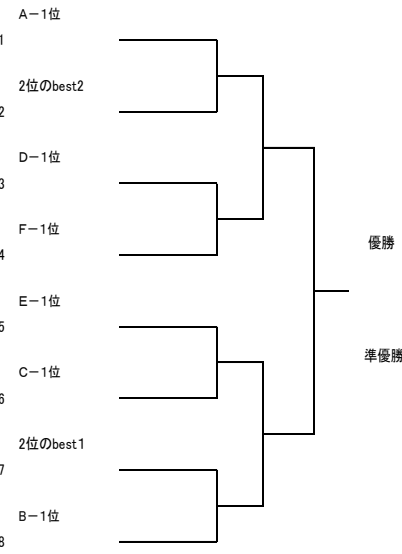 A－1位
1
2位のbest2
2
D－1位
3
F－1位
4
優勝
E－1位
5
準優勝
C－1位
6
2位のbest1
7
B－1位
8